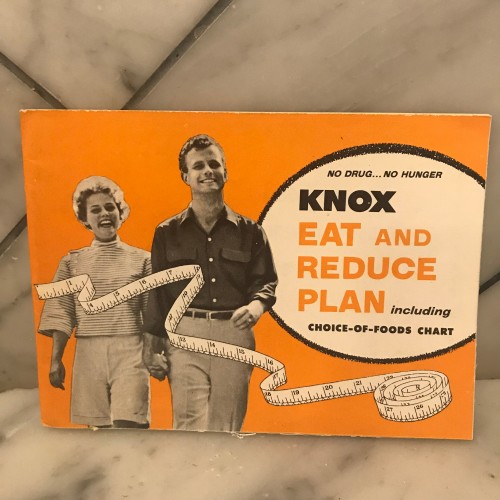 NO DRUG...NO HUNGER
KNOX
EAT AND
REDUCE
PLAN including
CHOICE-OF-FOODS CHART